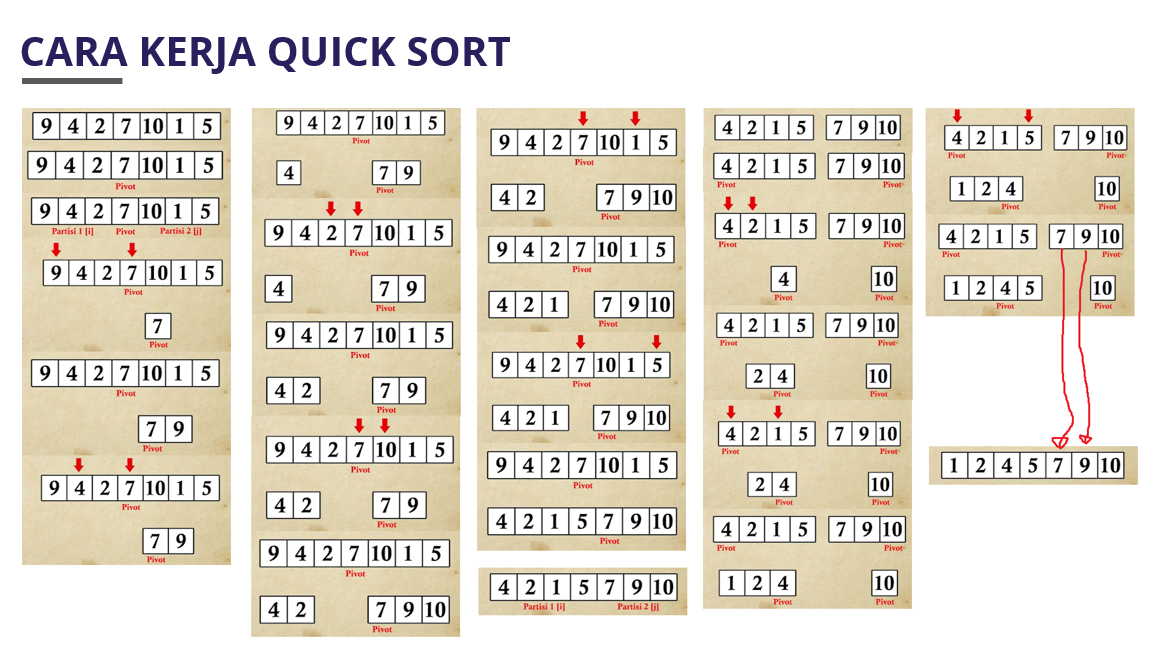 CARA KERJA QUICK SORT
9 4 2 7 10 1 5
9 4 2 7 10 1 5
Pivot
9 4 2 7 10 1 5
Partisi 1 [i] Pivot Partisi 2 [j]
9 4 2 7 10 1 5
Pivot
7
Pivot
9 4 2 7 10 1 5
Pivot
7 9
Pivot
9 4 2 7 10 1 5
Pivot
7 9
Pivot
9 4 2 7 10 1 5
Pivot
4 7 9
Pivot
9 4 2 7 10 1 5
Pivot
4 7 9
Pivot
9 4 2 7 10 1 5
Pivot
4 2 7 9
Pivot
9 4 2 7 10 1 5
Pivot
4 2 7 9
Pivot
9 4 2 7 10 1 5
Pivot
4 2 7 9 10
Pivot
9 4 2 7 10 1 5
Pivot
4 2 7 9 10
Pivot
9 4 2 7 10 1 5
Pivot
4 2 1 7 9 10
Pivot
9 4 2 7 10 1 5
Pivot
4 2 1 7 9 10
Pivot
9 4 2 7 10 1 5
Pivot
4 2 1 5 7 9 10
Pivot
4 2 1 5 7 9 10
Partisi 1 [i] Partisi 2 [j]
4 2 1 5 7 9 10
4 2 1 5 7 9 10
Pivot Pivot
4 2 1 5 7 9 10
Pivot Pivot
4 10
Pivot Pivot
4 2 1 5 7 9 10
Pivot Pivot
2 4 10
Pivot Pivot
4 2 1 5 7 9 10
Pivot Pivot
2 4 10
Pivot Pivot
4 2 1 5 7 9 10
Pivot Pivot
1 2 4 10
Pivot Pivot
4 2 1 5 7 9 10
Pivot Pivot
1 2 4 10
Pivot Pivot
4 2 1 5 7 9 10
Pivot Pivot
1 2 4 5 10
Pivot Pivot
1 2 4 5 7 9 10